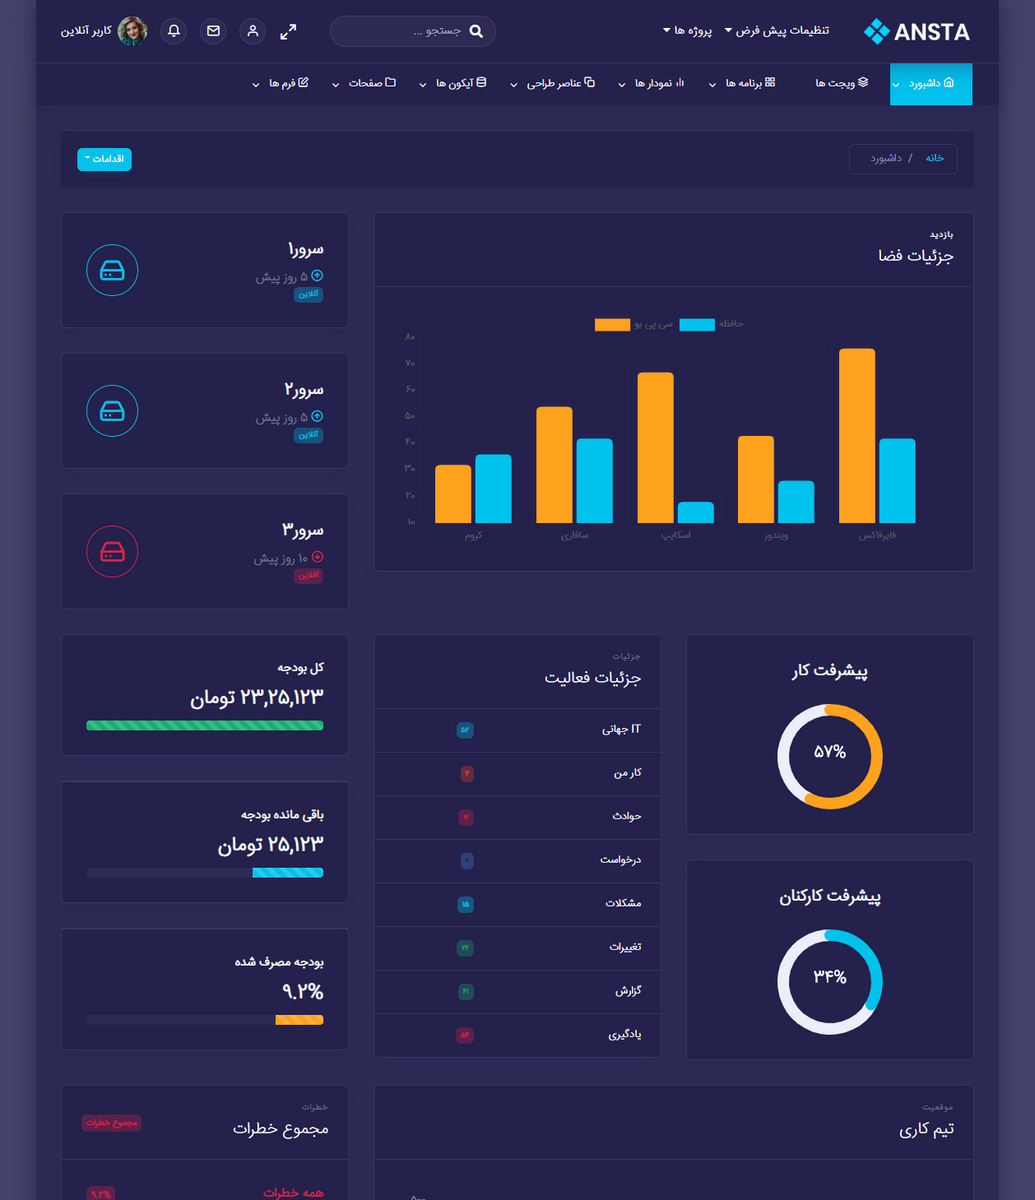 ANSTA
تنظیمات پیش فرض
پروژه ها
جستجو ...
کاربر آنلاین
داشبورد
ویجت ها
برنامه ها
نمودار ها
عناصر طراحی
آیکون ها
صفحات
فرم ها
خانه / داشبورد
اقدامات
بازدید
جزئیات فضا
حافظه
سی پی یو
۸۰
۷۰
۶۰
۵۰
۴۰
۳۰
۲۰
۱۰
فایرفاکس
ویندوز
اسکایپ
سافاری
کروم
سرور۱
۵ روز پیش
آنلاین
سرور۲
۵ روز پیش
آنلاین
سرور۳
۱۰ روز پیش
آفلاین
پیشرفت کار
۵۷%
پیشرفت کارکنان
۳۴%
جزئیات
جزئیات فعالیت
IT جهانی
۵۲
کار من
۲
حوادث
۱۲
درخواست
مشکلات
۱۵
تغییرات
۲۶
گزارش
۴۱
یادگیری
۵۴
کل بودجه
۲۳,۲۵,۱۲۳ تومان
باقی مانده بودجه
۲۵,۱۲۳ تومان
بودجه مصرف شده
۹.۲%
موقعیت
تیم کاری
۵۰۰
خطرات
مجموع خطرات
مجموع خطرات
همه خطرات
۹.۲%